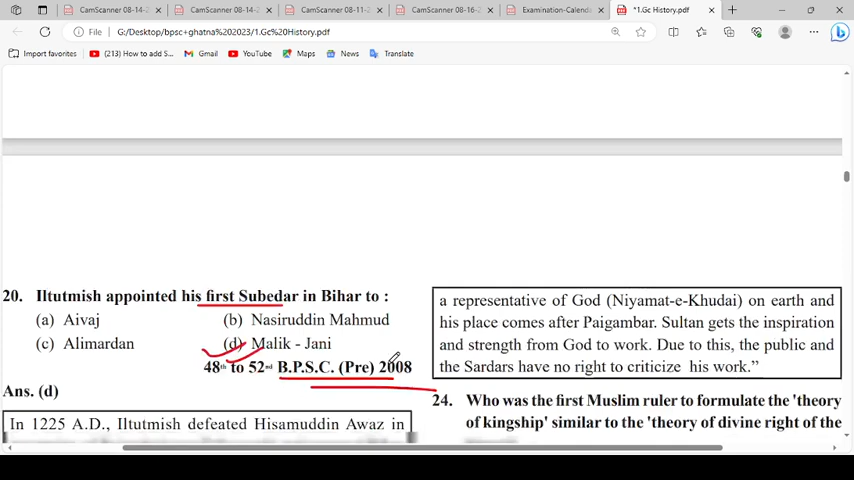 CamScanner 08-14-2
CamScanner 08-14-2
CamScanner 08-11-2
CamScanner 08-16-2
Examination-Calend
*1.Gc History.pdf
File
G:/Desktop/bpsc+ghatna%202023/1.Gc%20History.pdf
Import favorites
(213) How to add S...
Gmail
YouTube
Maps
News
Translate
20. Iltutmish appointed his first Subedar in Bihar to :
(a) Aivaj
(b) Nasiruddin Mahmud
(c) Alimardan
(d) Malik - Jani
48th to 52nd B.P.S.C. (Pre) 2008
Ans. (d)
In 1225 A.D., Iltutmish defeated Hisamuddin Awaz in
a representative of God (Niyamat-e-Khudai) on earth and
his place comes after Paigambar. Sultan gets the inspiration
and strength from God to work. Due to this, the public and
the Sardars have no right to criticize his work.”
24. Who was the first Muslim ruler to formulate the 'theory
of kingship' similar to the 'theory of divine right of the